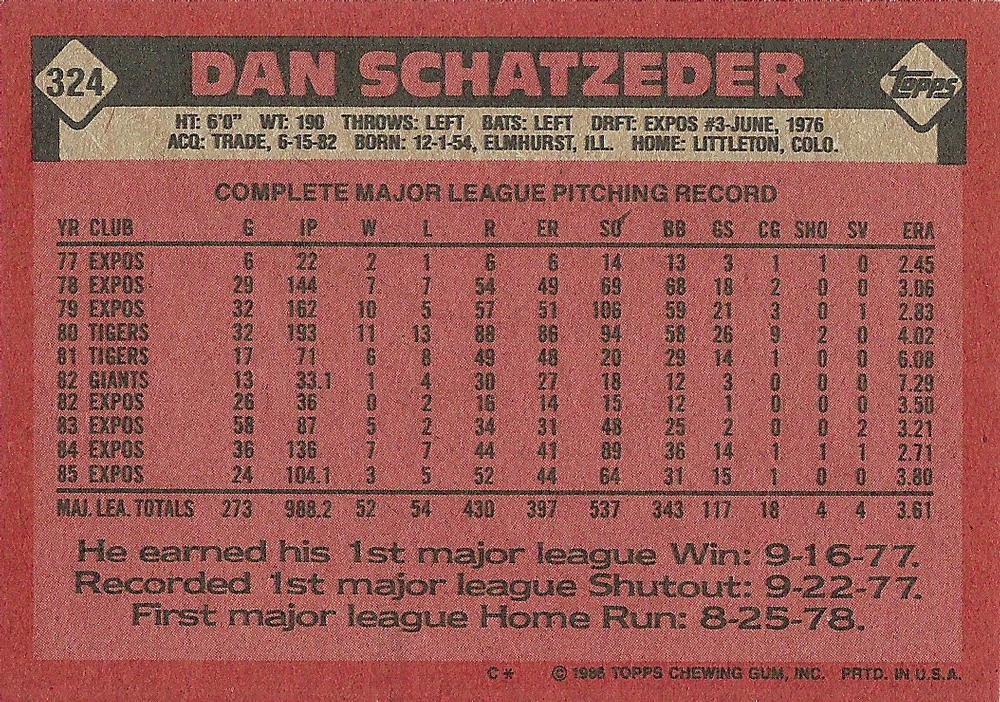 324
DAN SCHATZEDER
topps
HT: 6'0" WT: 190 THROWS: LEFT BATS: LEFT DRFT: EXPOS #3-JUNE, 1976
ACQ: TRADE, 6-15-82 BORN: 12-1-54, ELMHURST, ILL. HOME: LITTLETON, COLO.
COMPLETE MAJOR LEAGUE PITCHING RECORD
YR CLUB G IP W L R ER SO BB GS CG SHO SV ERA
77 EXPOS 6 22 2 1 6 6 14 13 3 1 1 0 2.45
78 EXPOS 29 144 7 7 54 49 69 68 18 2 0 0 3.06
79 EXPOS 32 162 10 5 57 51 106 59 21 3 0 1 2.83
80 TIGERS 32 193 11 13 88 86 94 58 26 9 2 0 4.02
81 TIGERS 17 71 6 8 49 48 20 29 14 1 0 0 6.08
82 GIANTS 13 33.1 1 4 30 27 18 12 3 0 0 0 7.29
82 EXPOS 26 36 0 2 16 14 15 12 1 0 0 0 3.50
83 EXPOS 58 87 5 2 34 31 48 25 2 0 0 2 3.21
84 EXPOS 36 136 7 7 44 41 89 36 14 1 1 1 2.71
85 EXPOS 24 104.1 3 5 52 44 64 31 15 1 0 0 3.80
MAJ. LEA. TOTALS 273 988.2 52 54 430 397 537 343 117 18 4 4 3.61
He earned his 1st major league Win: 9-16-77.
Recorded 1st major league Shutout: 9-22-77.
First major league Home Run: 8-25-78.
C * © 1986 TOPPS CHEWING GUM, INC. PRTD. IN U.S.A.